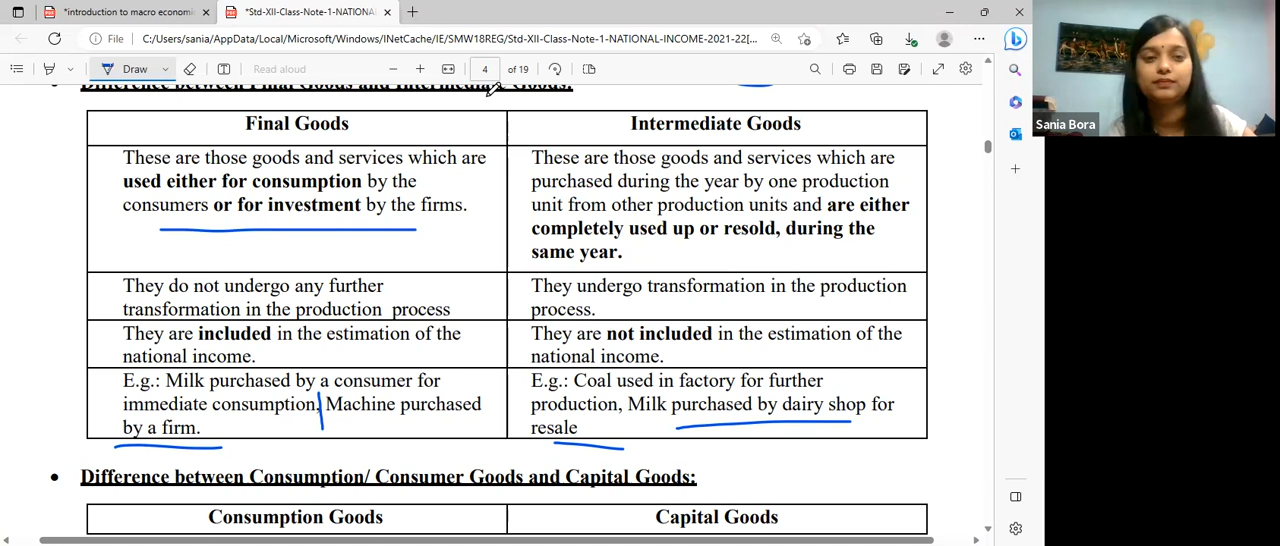 *introduction to macro economi
*Std-XII-Class-Note-1-NATIONAL-
File
C:/Users/sania/AppData/Local/Microsoft/Windows/INetCache/IE/SMW18REG/Std-XII-Class-Note-1-NATIONAL-INCOME-2021-22[...
Draw
Read aloud
4 of 19
Difference between Final Goods and Intermediate Goods:
Final Goods
Intermediate Goods
These are those goods and services which are
used either for consumption by the
consumers or for investment by the firms.
These are those goods and services which are
purchased during the year by one production
unit from other production units and are either
completely used up or resold, during the
same year.
They do not undergo any further
transformation in the production process
They undergo transformation in the production
process.
They are included in the estimation of the
national income.
They are not included in the estimation of the
national income.
E.g.: Milk purchased by a consumer for
immediate consumption, Machine purchased
by a firm.
E.g.: Coal used in factory for further
production, Milk purchased by dairy shop for
resale
Difference between Consumption/ Consumer Goods and Capital Goods:
Consumption Goods
Capital Goods
Sania Bora